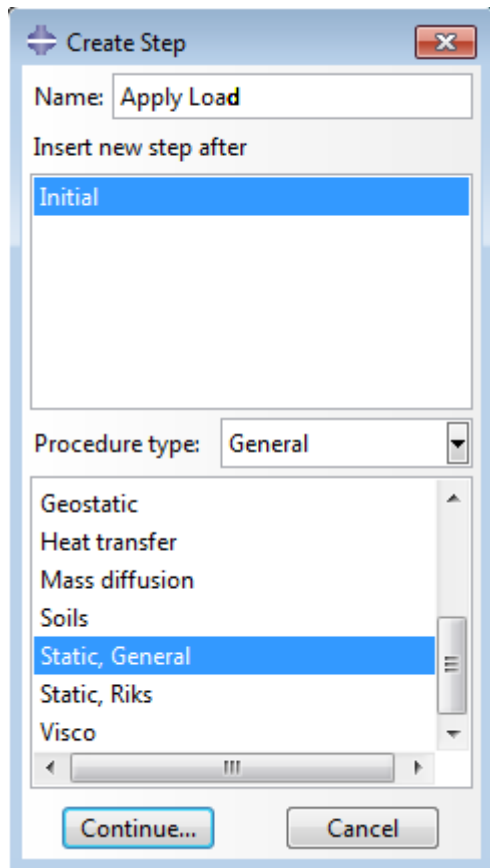 Create Step
Name: Apply Load
Insert new step after
Initial
Procedure type: General
Geostatic
Heat transfer
Mass diffusion
Soils
Static, General
Static, Riks
Visco
Continue... Cancel